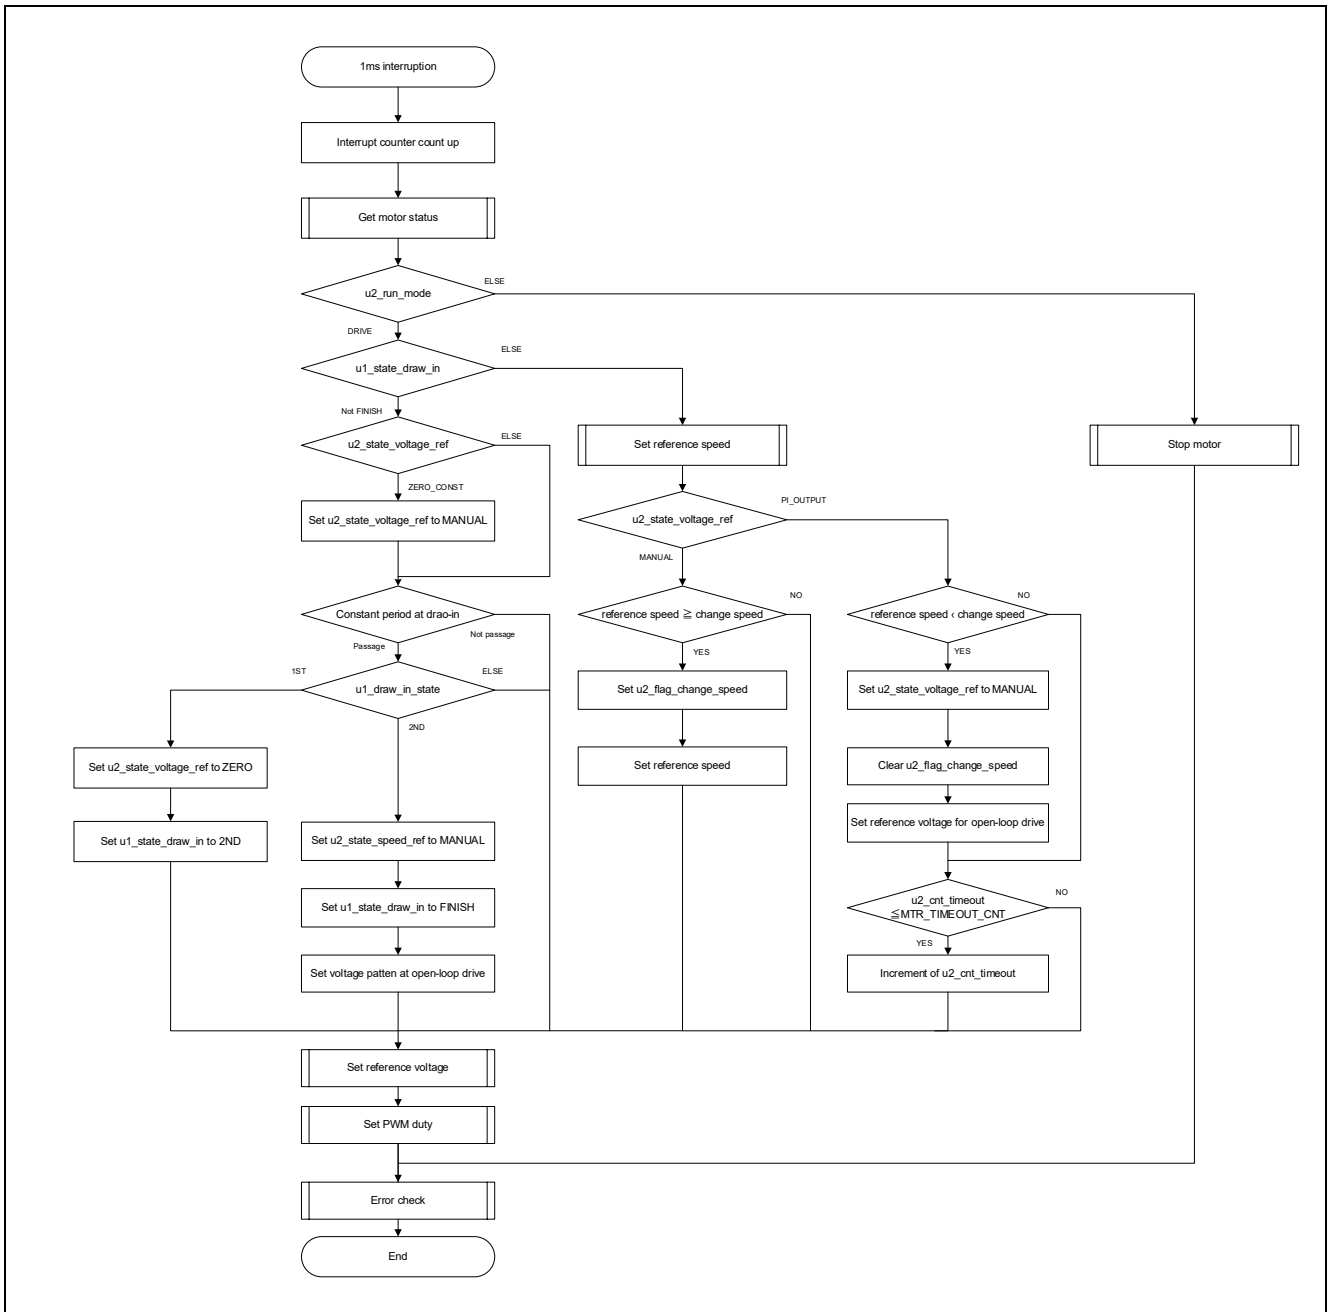 1ms interruption
Interrupt counter count up
Get motor status
u2_run_mode
ELSE
DRIVE
u1_state_draw_in
ELSE
Not FINISH
u2_state_voltage_ref
ELSE
ZERO_CONST
Set u2_state_voltage_ref to MANUAL
Constant period at drao-in
Not passage
Passage
u1_draw_in_state
1ST
ELSE
2ND
Set u2_state_voltage_ref to ZERO
Set u1_state_draw_in to 2ND
Set u2_state_speed_ref to MANUAL
Set u1_state_draw_in to FINISH
Set voltage patten at open-loop drive
Set reference speed
u2_state_voltage_ref
PI_OUTPUT
MANUAL
reference speed ≧ change speed
NO
YES
Set u2_flag_change_speed
Set reference speed
reference speed ‹ change speed
NO
YES
Set u2_state_voltage_ref to MANUAL
Clear u2_flag_change_speed
Set reference voltage for open-loop drive
u2_cnt_timeout
≦MTR_TIMEOUT_CNT
NO
YES
Increment of u2_cnt_timeout
Stop motor
Set reference voltage
Set PWM duty
Error check
End